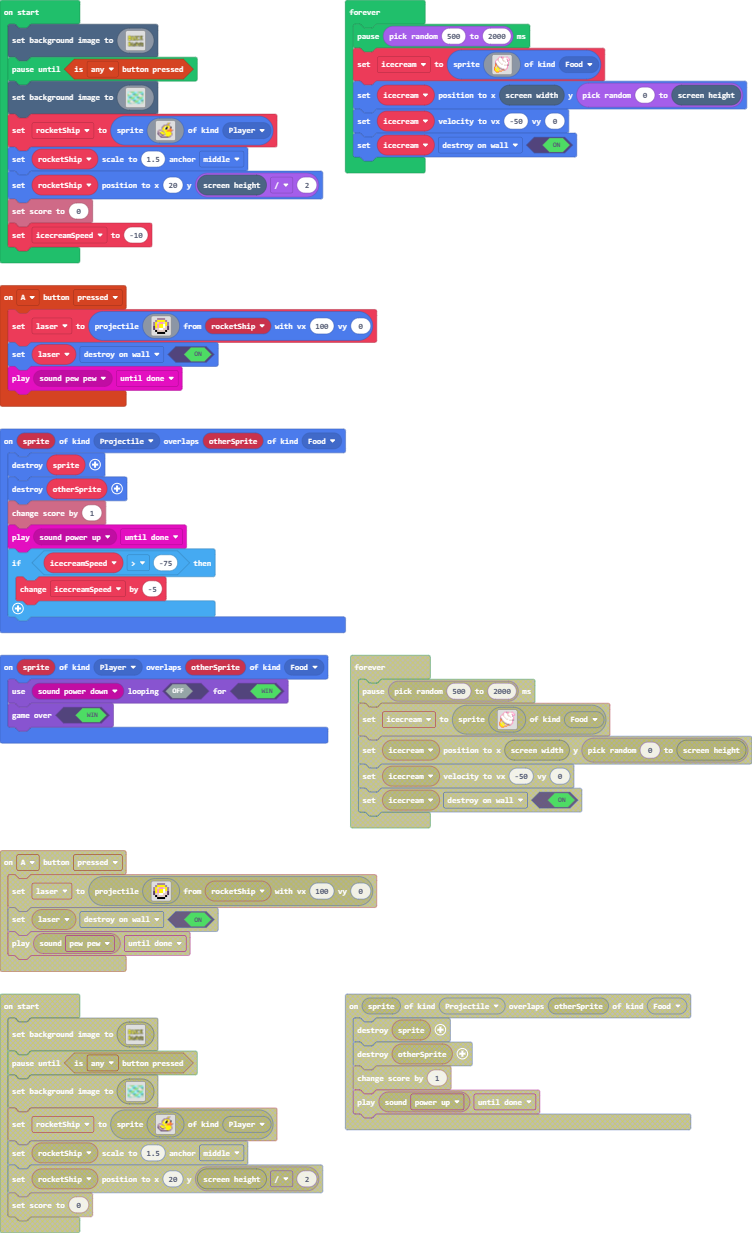 on start
set background image to
pause until is any button pressed
set background image to
set rocketShip to sprite of kind Player
set rocketShip scale to 1.5 anchor middle
set rocketShip position to x 20 y screen height / 2
set score to 0
set icecreamSpeed to -10
forever
pause pick random 500 to 2000 ms
set icecream to sprite of kind Food
set icecream position to x screen width y pick random 0 to screen height
set icecream velocity to vx -50 vy 0
set icecream destroy on wall ON
on A button pressed
set laser to projectile from rocketShip with vx 100 vy 0
set laser destroy on wall ON
play sound pew pew until done
on sprite of kind Projectile overlaps otherSprite of kind Food
destroy sprite
destroy otherSprite
change score by 1
play sound power up until done
if icecreamSpeed > -75 then
change icecreamSpeed by -5
on sprite of kind Player overlaps otherSprite of kind Food
use sound power down looping OFF for WIN
game over WIN
forever
pause pick random 500 to 2000 ms
set icecream to sprite of kind Food
set icecream position to x screen width y pick random 0 to screen height
set icecream velocity to vx -50 vy 0
set icecream destroy on wall ON
on A button pressed
set laser to projectile from rocketShip with vx 100 vy 0
set laser destroy on wall ON
play sound pew pew until done
on start
set background image to
pause until is any button pressed
set background image to
set rocketShip to sprite of kind Player
set rocketShip scale to 1.5 anchor middle
set rocketShip position to x 20 y screen height / 2
set score to 0
on sprite of kind Projectile overlaps otherSprite of kind Food
destroy sprite
destroy otherSprite
change score by 1
play sound power up until done